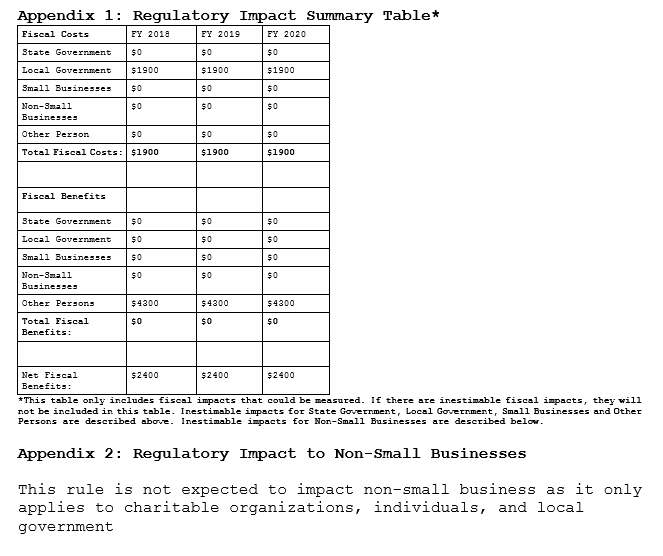 Appendix 1: Regulatory Impact Summary Table*
Fiscal Costs FY 2018 FY 2019 FY 2020
State Government $0 $0 $0
Local Government $1900 $1900 $1900
Small Businesses $0 $0 $0
Non-Small $0 $0 $0
Businesses
Other Person $0 $0 $0
Total Fiscal Costs: $1900 $1900 $1900
Fiscal Benefits
State Government $0 $0 $0
Local Government $0 $0 $0
Small Businesses $0 $0 $0
Non-Small $0 $0 $0
Businesses
Other Persons $4300 $4300 $4300
Total Fiscal $0 $0 $0
Benefits:
Net Fiscal $2400 $2400 $2400
Benefits:
*This table only includes fiscal impacts that could be measured. If there are inestimable fiscal impacts, they will
not be included in this table. Inestimable impacts for State Government, Local Government, Small Businesses and Other
Persons are described above. Inestimable impacts for Non-Small Businesses are described below.
Appendix 2: Regulatory Impact to Non-Small Businesses
This rule is not expected to impact non-small business as it only
applies to charitable organizations, individuals, and local
government